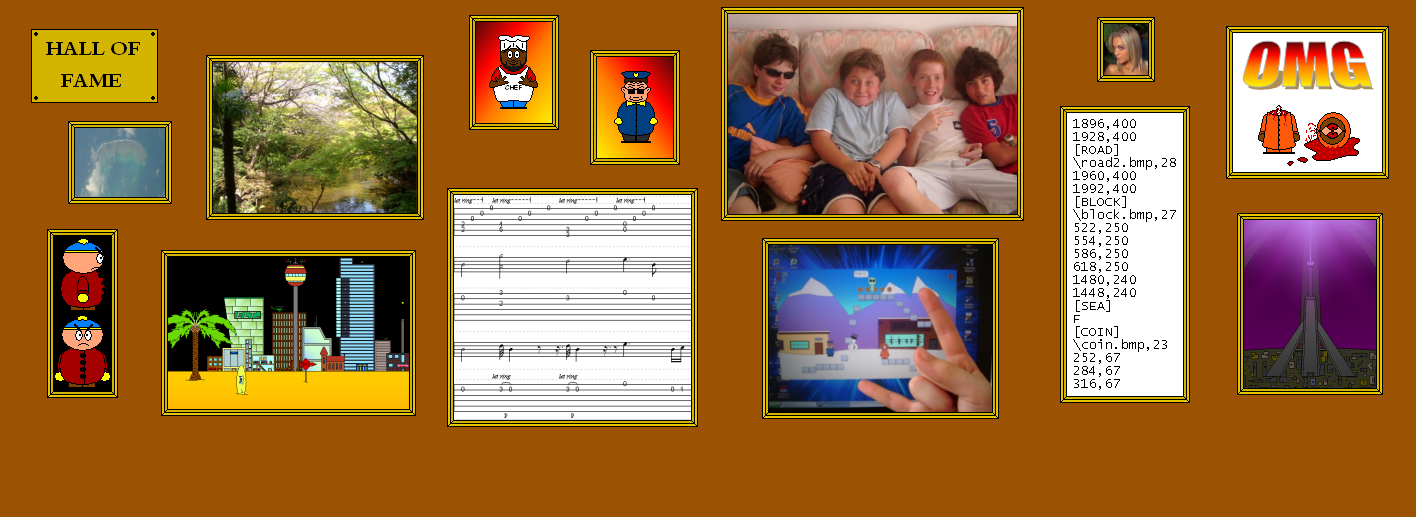 HALL OF
FAME
CHEF
OMG
1896,400
1928,400
[ROAD]
\road2.bmp,28
1960,400
1992,400
[BLOCK]
\block.bmp,27
522,250
554,250
586,250
618,250
1480,240
1448,240
[SEA]
F
[COIN]
\coin.bmp,23
252,67
284,67
316,67
let ring
let ring
let ring
let ring
let ring
let ring
P
P